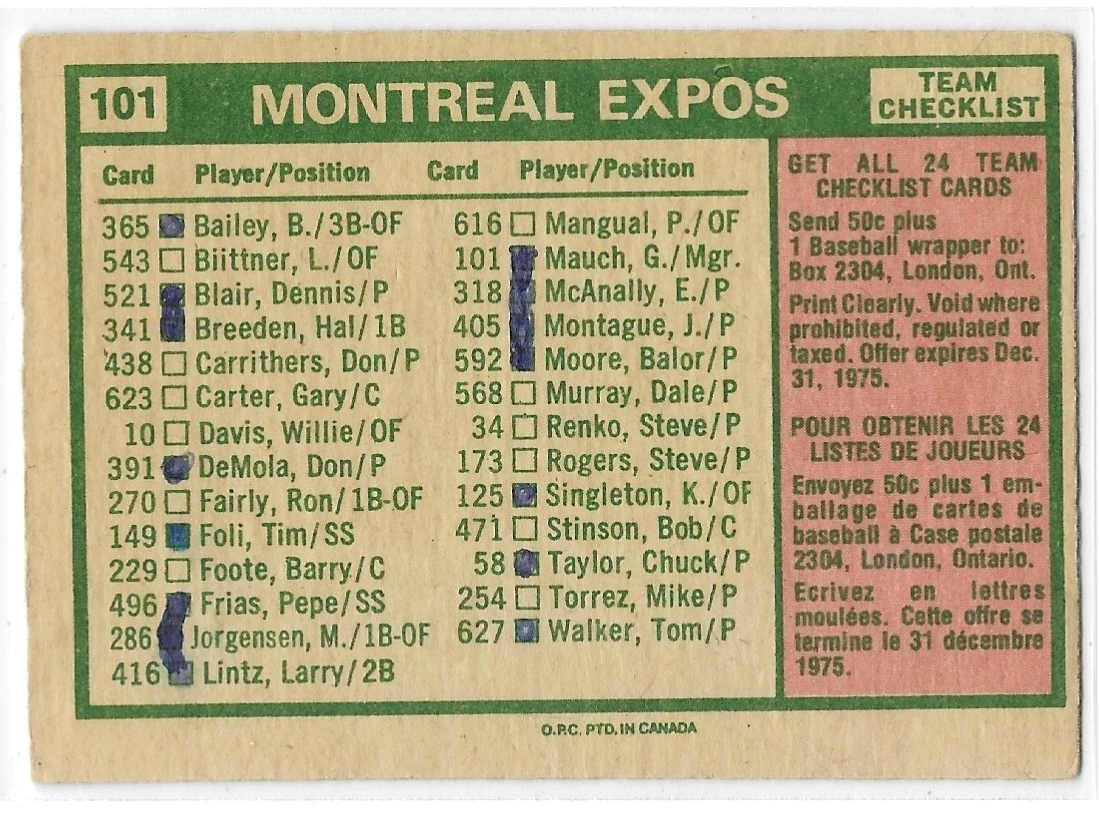 101 MONTREAL EXPOS TEAM CHECKLIST
Card Player/Position Card Player/Position
365 Bailey, B./3B-OF
543 Biittner, L./OF
521 Blair, Dennis/P
341 Breeden, Hal/1B
438 Carrithers, Don/P
623 Carter, Gary/C
10 Davis, Willie/OF
391 DeMola, Don/P
270 Fairly, Ron/1B-OF
149 Foli, Tim/SS
229 Foote, Barry/C
496 Frias, Pepe/SS
286 Jorgensen, M./1B-OF
416 Lintz, Larry/2B
616 Mangual, P./OF
101 Mauch, G./Mgr.
318 McAnally, E./P
405 Montague, J./P
592 Moore, Balor/P
568 Murray, Dale/P
34 Renko, Steve/P
173 Rogers, Steve/P
125 Singleton, K./OF
471 Stinson, Bob/C
58 Taylor, Chuck/P
254 Torrez, Mike/P
627 Walker, Tom/P
GET ALL 24 TEAM
CHECKLIST CARDS
Send 50c plus
1 Baseball wrapper to:
Box 2304, London, Ont.
Print Clearly. Void where
prohibited, regulated or
taxed. Offer expires Dec.
31, 1975.
POUR OBTENIR LES 24
LISTES DE JOUEURS
Envoyez 50c plus 1 em-
ballage de cartes de
baseball à Case postale
2304, London, Ontario.
Ecrivez en lettres
moulées. Cette offre se
termine le 31 décembre
1975.
O.P.C. PTD. IN CANADA